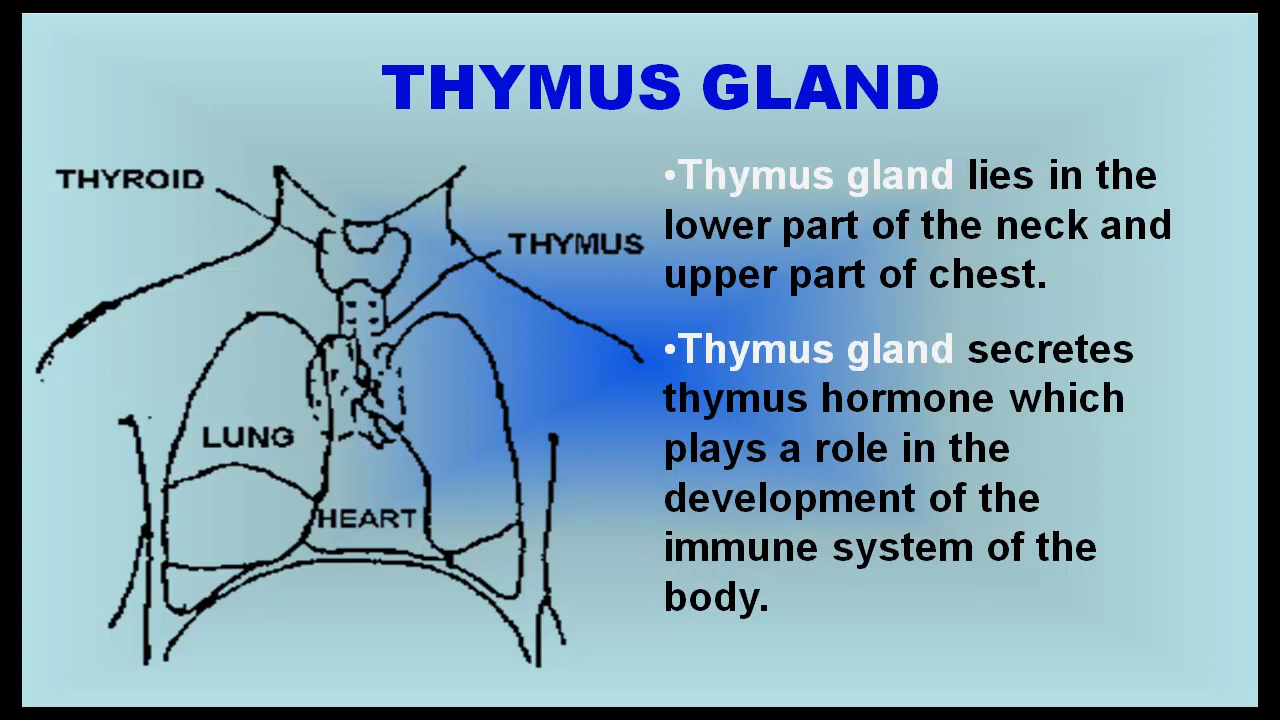 THYMUS GLAND
THYROID
THYMUS
LUNG
HEART
•Thymus gland lies in the
lower part of the neck and
upper part of chest.
•Thymus gland secretes
thymus hormone which
plays a role in the
development of the
immune system of the
body.